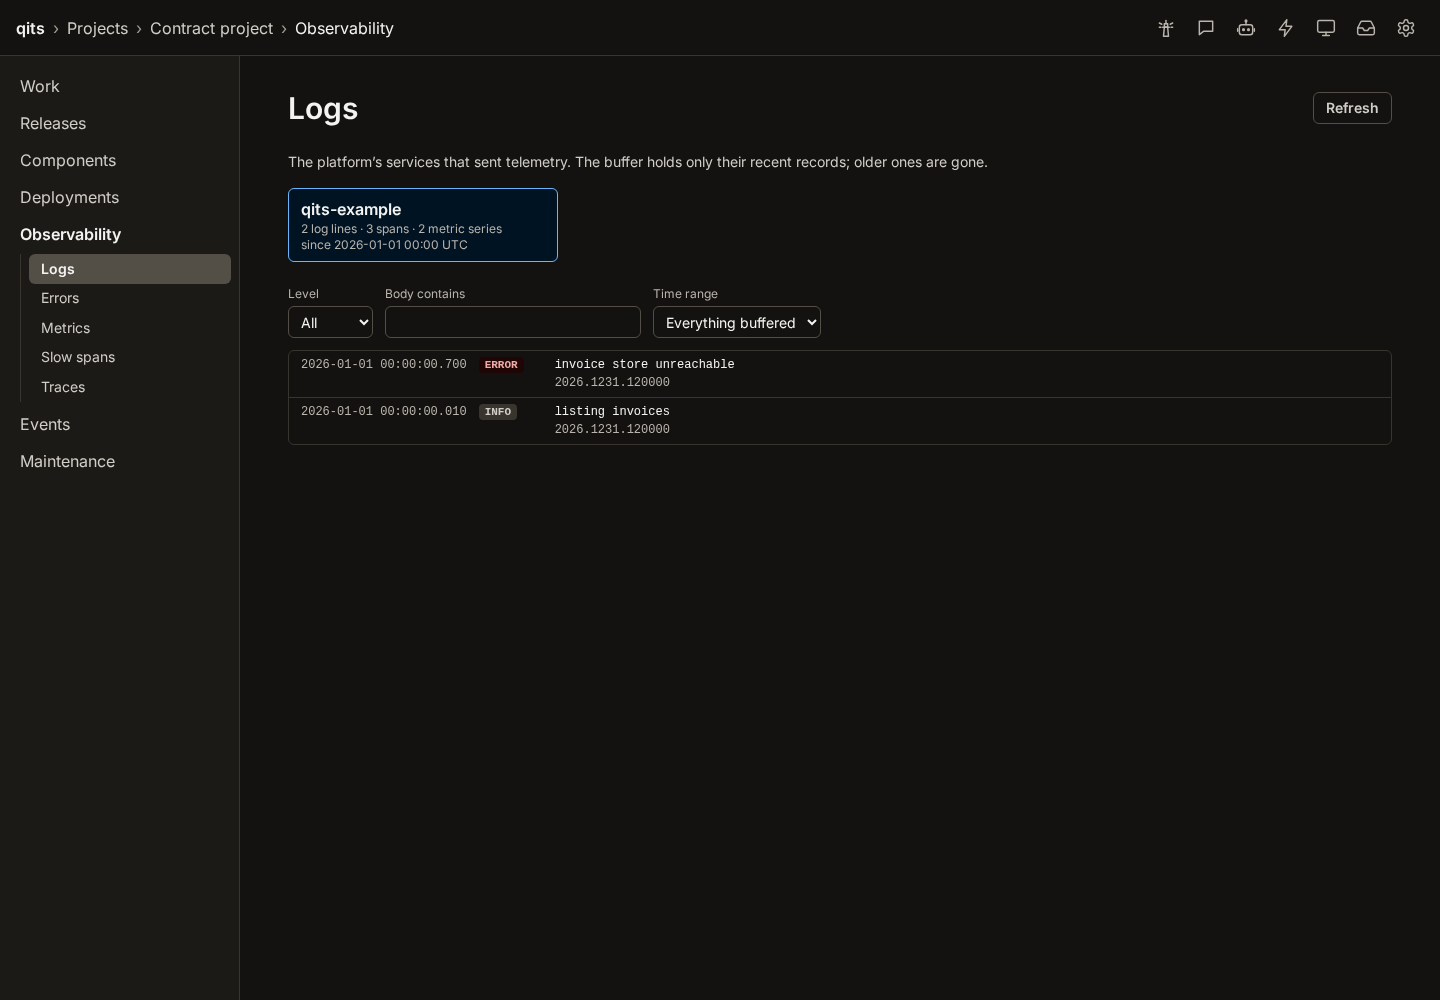 qits › Projects › Contract project › Observability
Work
Releases
Components
Deployments
Observability
Logs
Errors
Metrics
Slow spans
Traces
Events
Maintenance
Logs
Refresh
The platform’s services that sent telemetry. The buffer holds only their recent records; older ones are gone.
qits-example
2 log lines · 3 spans · 2 metric series
since 2026-01-01 00:00 UTC
Level
Body contains
Time range
All
Everything buffered
2026-01-01 00:00:00.700 ERROR invoice store unreachable
2026.1231.120000
2026-01-01 00:00:00.010 INFO listing invoices
2026.1231.120000